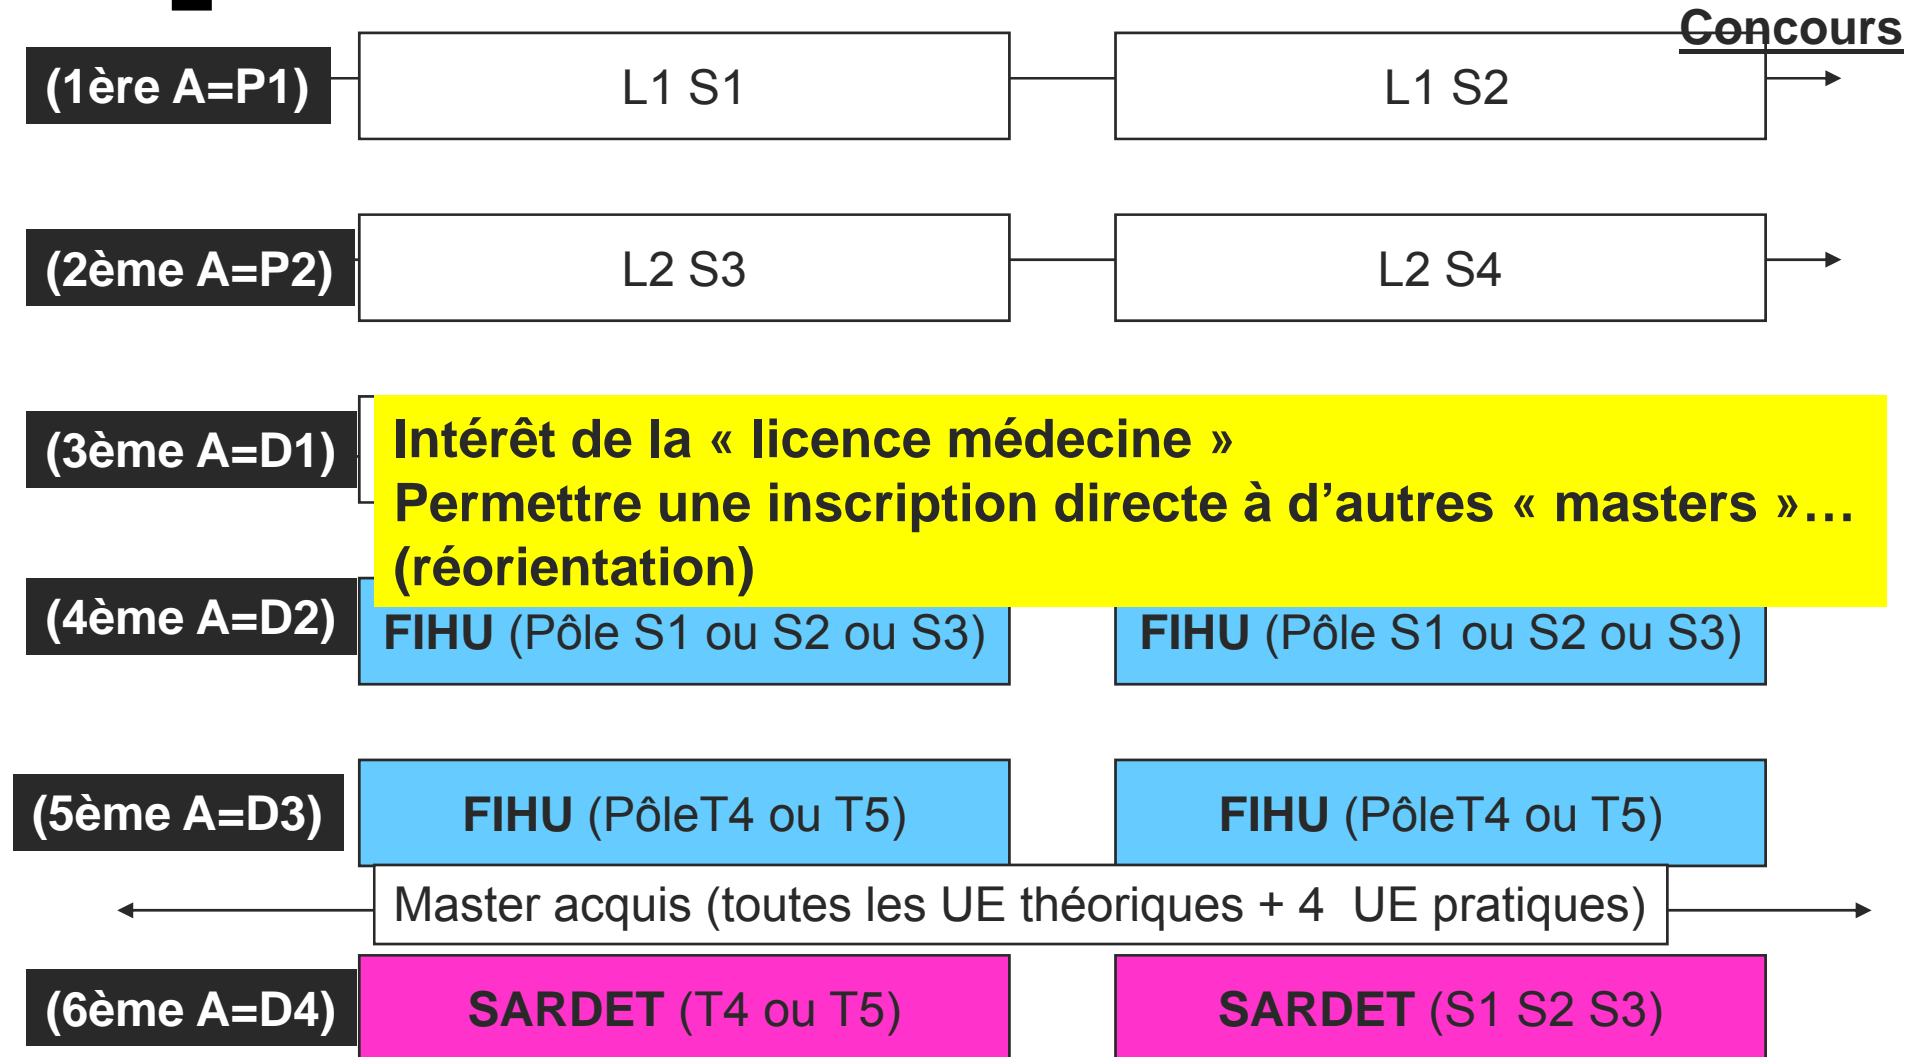 Concours
(1ère A=P1) L1 S1 L1 S2
(2ème A=P2) L2 S3 L2 S4
(3ème A=D1)
Intérêt de la « licence médecine »
Permettre une inscription directe à d’autres « masters »…
(réorientation)
(4ème A=D2) FIHU (Pôle S1 ou S2 ou S3) FIHU (Pôle S1 ou S2 ou S3)
(5ème A=D3) FIHU (PôleT4 ou T5) FIHU (PôleT4 ou T5)
Master acquis (toutes les UE théoriques + 4 UE pratiques)
(6ème A=D4) SARDET (T4 ou T5) SARDET (S1 S2 S3)